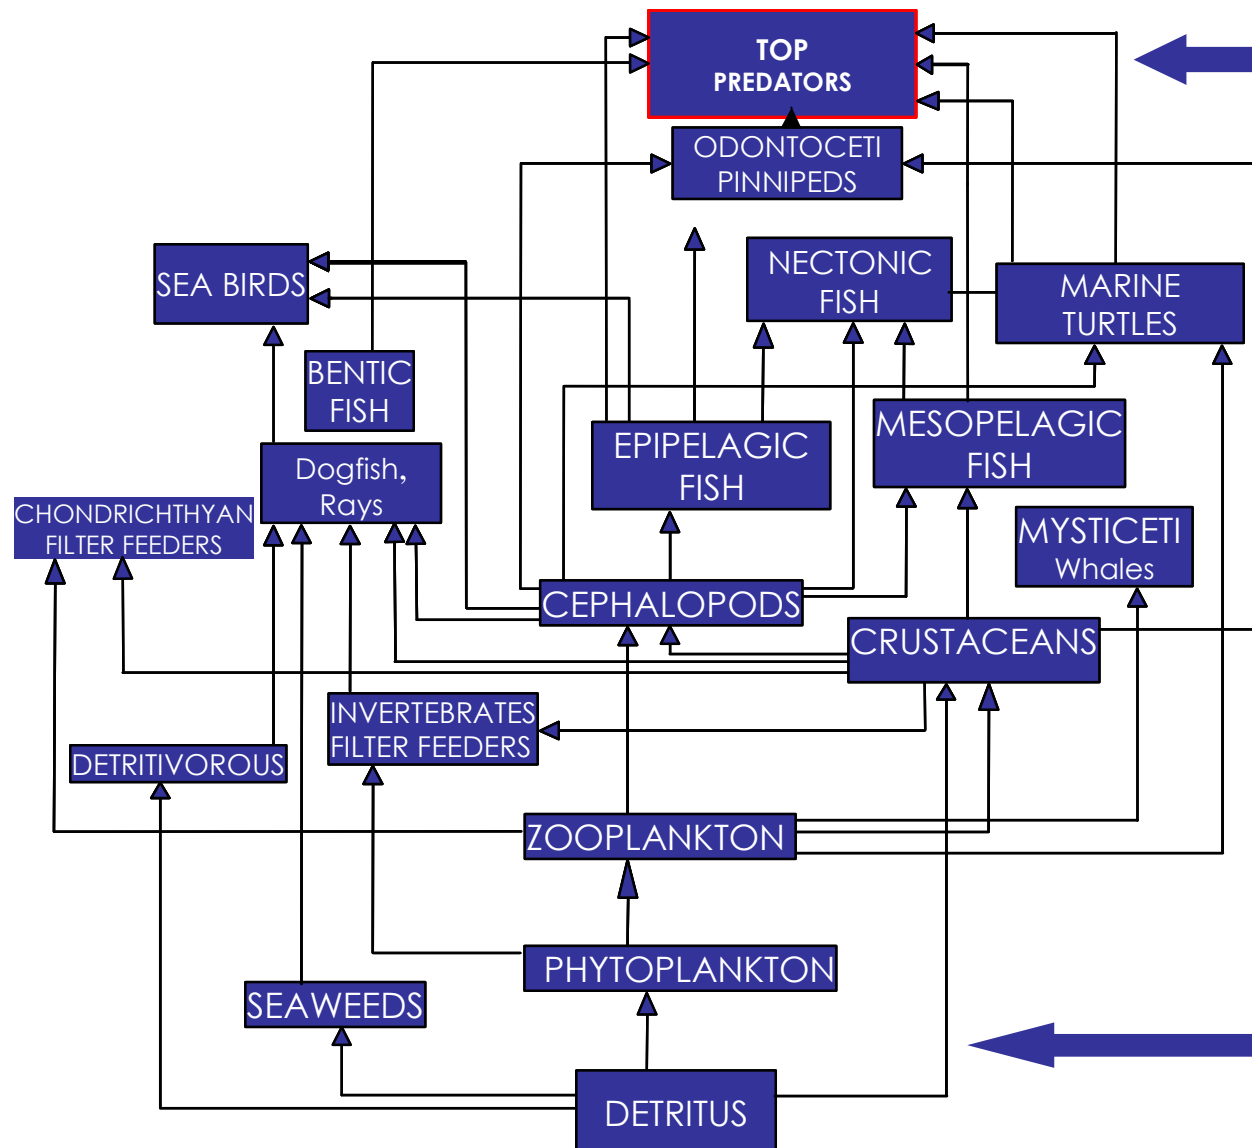 TOP
PREDATORS
ODONTOCETI
PINNIPEDS
SEA BIRDS
NECTONIC
FISH
MARINE
TURTLES
BENTIC
FISH
EPIPELAGIC
FISH
MESOPELAGIC
FISH
Dogfish,
Rays
CHONDRICHTHYAN
FILTER FEEDERS
MYSTICETI
Whales
CEPHALOPODS
CRUSTACEANS
INVERTEBRATES
FILTER FEEDERS
DETRITIVOROUS
ZOOPLANKTON
PHYTOPLANKTON
SEAWEEDS
DETRITUS